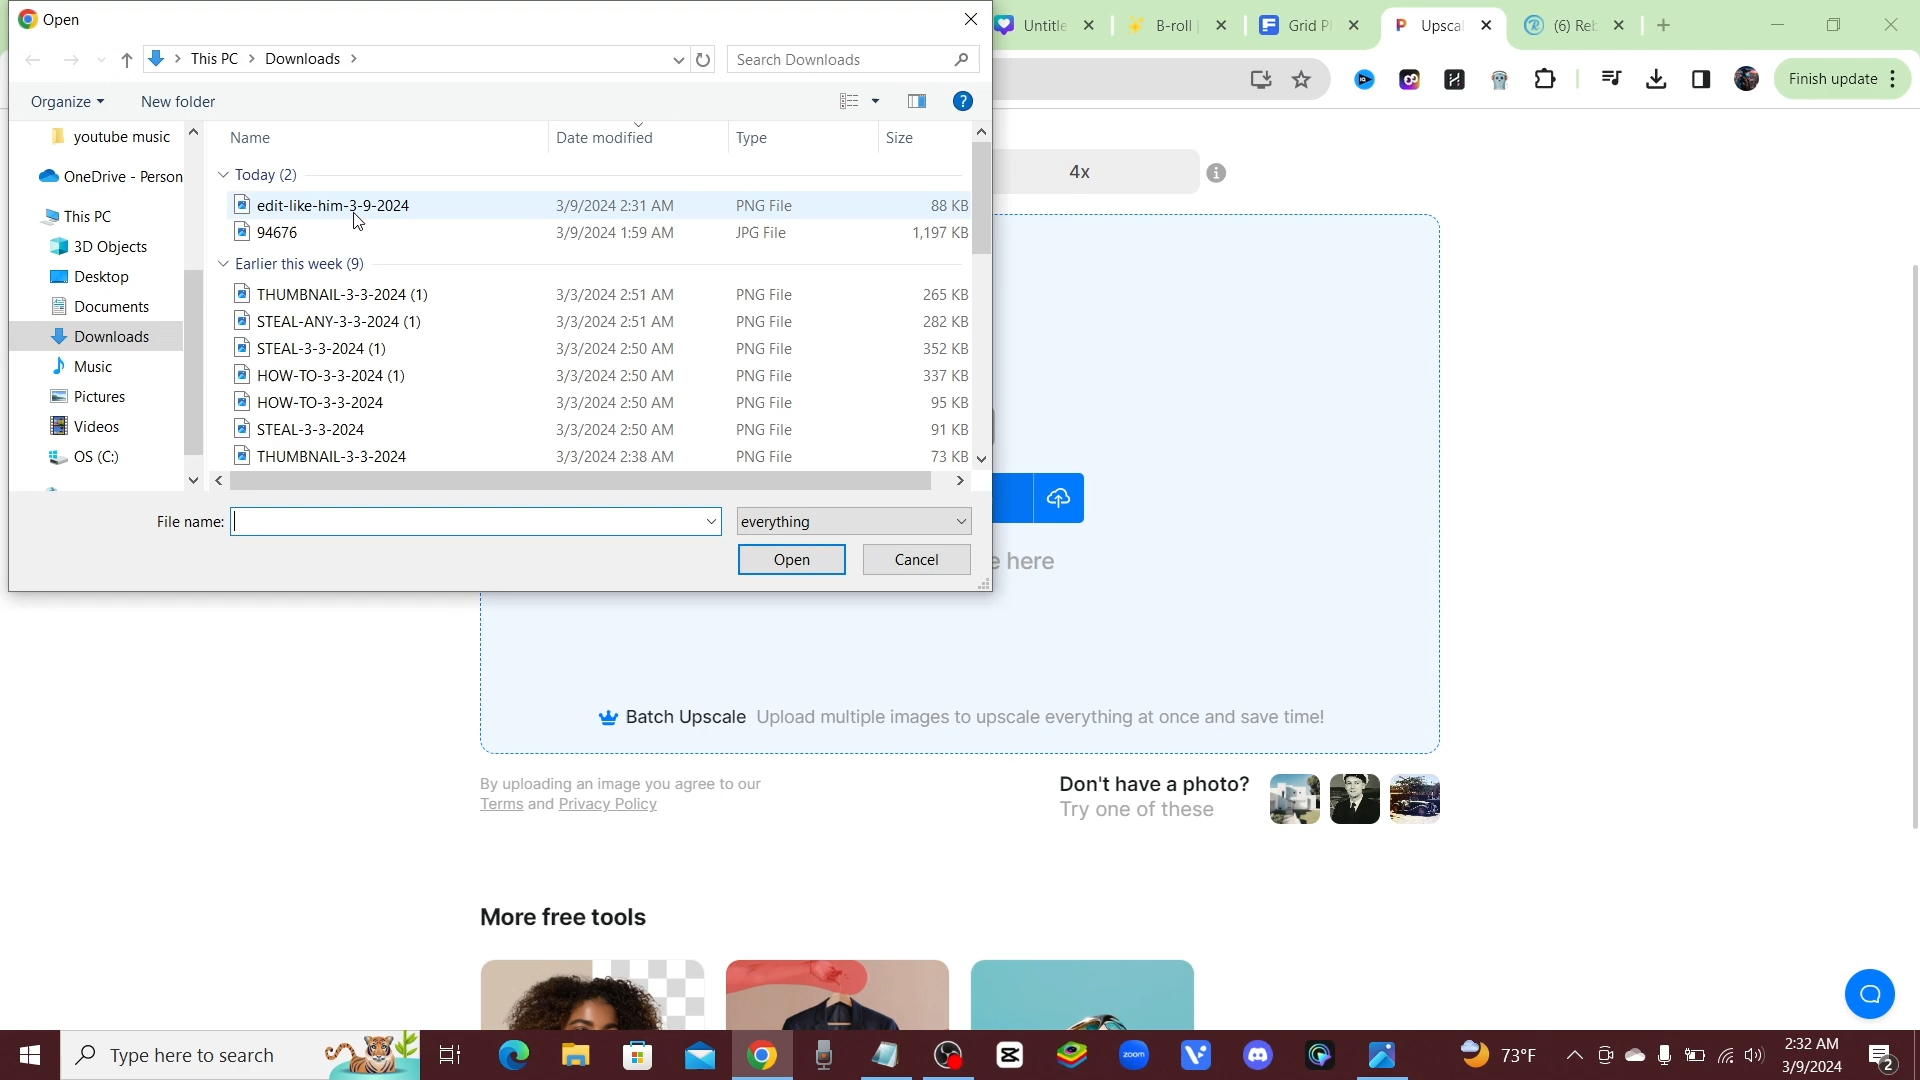 Open
Untitle
B-roll
Grid Pl
Upscal
(6) Reb
This PC
Downloads
Search Downloads
Finish update
Organize
New folder
Name
Date modified
Type
Size
youtube music
OneDrive - Person
This PC
3D Objects
Desktop
Documents
Downloads
Music
Pictures
Videos
OS (C:)
Today (2)
edit-like-him-3-9-2024 3/9/2024 2:31 AM PNG File 88 KB
94676 3/9/2024 1:59 AM JPG File 1,197 KB
Earlier this week (9)
THUMBNAIL-3-3-2024 (1) 3/3/2024 2:51 AM PNG File 265 KB
STEAL-ANY-3-3-2024 (1) 3/3/2024 2:51 AM PNG File 282 KB
STEAL-3-3-2024 (1) 3/3/2024 2:50 AM PNG File 352 KB
HOW-TO-3-3-2024 (1) 3/3/2024 2:50 AM PNG File 337 KB
HOW-TO-3-3-2024 3/3/2024 2:50 AM PNG File 95 KB
STEAL-3-3-2024 3/3/2024 2:50 AM PNG File 91 KB
THUMBNAIL-3-3-2024 3/3/2024 2:38 AM PNG File 73 KB
File name:
everything
Open
Cancel
4x
e here
Batch Upscale Upload multiple images to upscale everything at once and save time!
By uploading an image you agree to our
Terms and Privacy Policy
Don't have a photo?
Try one of these
More free tools
Type here to search
zoom
73°F
2:32 AM
3/9/2024
2